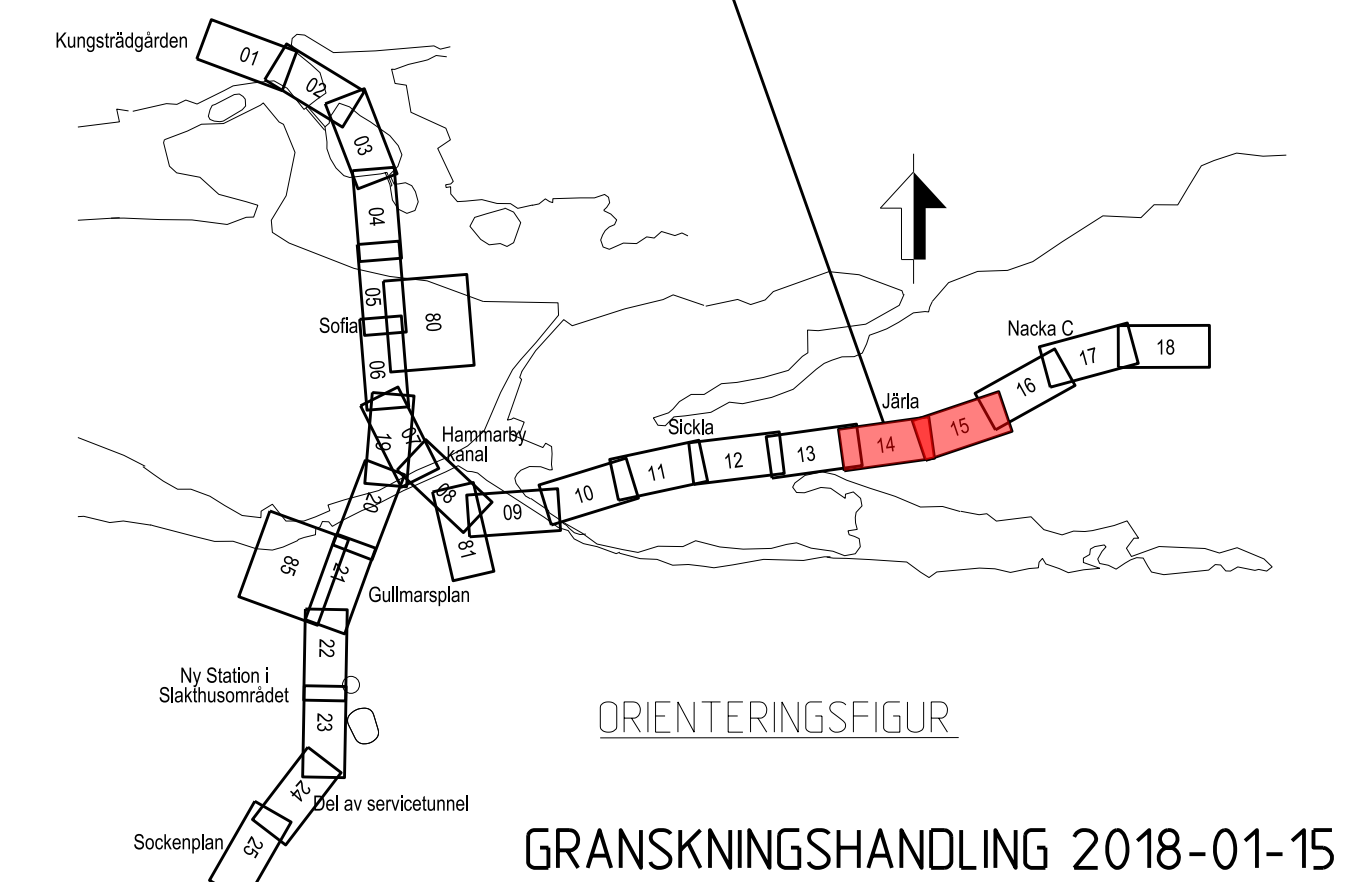 Kungsträdgården
01
02
03
04
05
Sofia
80
06
19
07
Hammarby
kanal
20
08
81
09
10
11
Sickla
12
13
Järla
14
15
16
Nacka C
17
18
85
21
Gullmarsplan
22
Ny Station i
Slakthusområdet
23
24
Del av servicetunnel
Sockenplan
25
ORIENTERINGSFIGUR
GRANSKNINGSHANDLING 2018-01-15